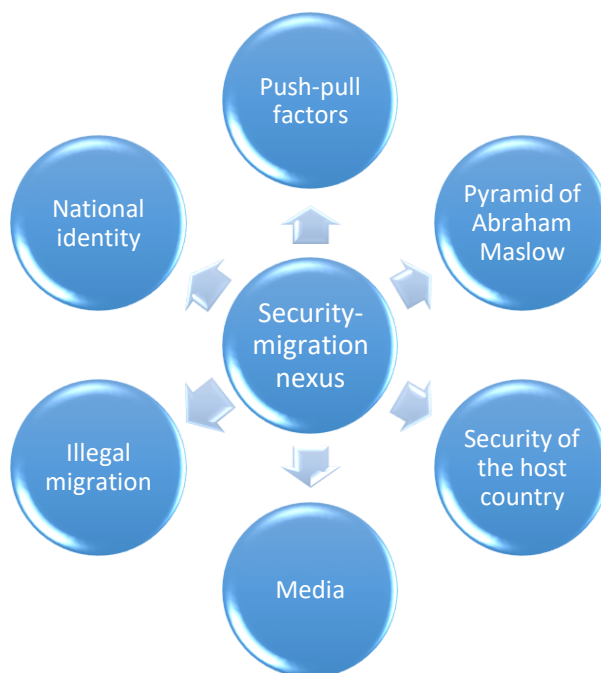 Push-pull
factors
National
identity
Pyramid of
Abraham
Maslow
Security-
migration
nexus
Illegal
migration
Security of
the host
country
Media